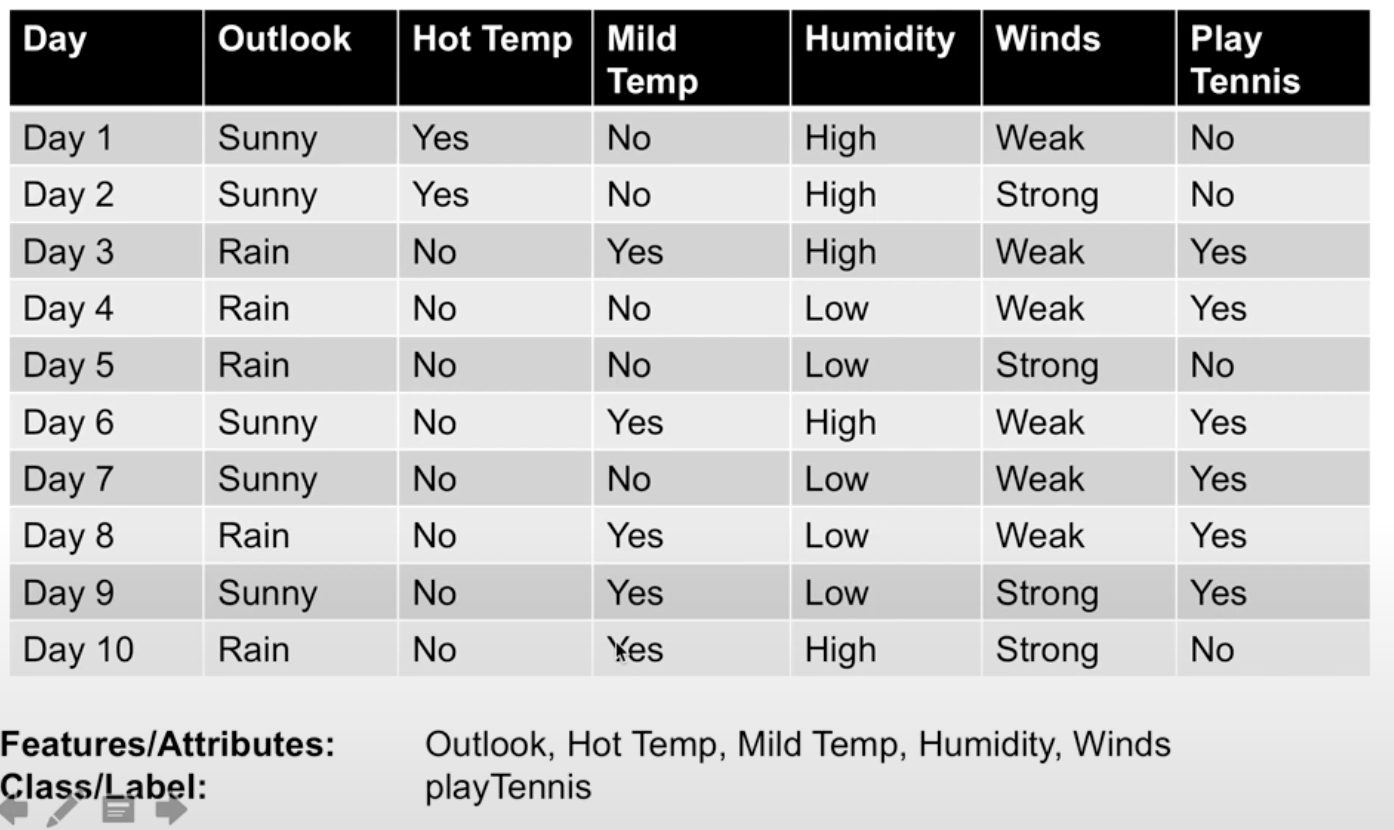 Day Outlook Hot Temp Mild Temp Humidity Winds Play Tennis
Day 1 Sunny Yes No High Weak No
Day 2 Sunny Yes No High Strong No
Day 3 Rain No Yes High Weak Yes
Day 4 Rain No No Low Weak Yes
Day 5 Rain No No Low Strong No
Day 6 Sunny No Yes High Weak Yes
Day 7 Sunny No No Low Weak Yes
Day 8 Rain No Yes Low Weak Yes
Day 9 Sunny No Yes Low Strong Yes
Day 10 Rain No Yes High Strong No
Features/Attributes: Outlook, Hot Temp, Mild Temp, Humidity, Winds
Class/Label: playTennis